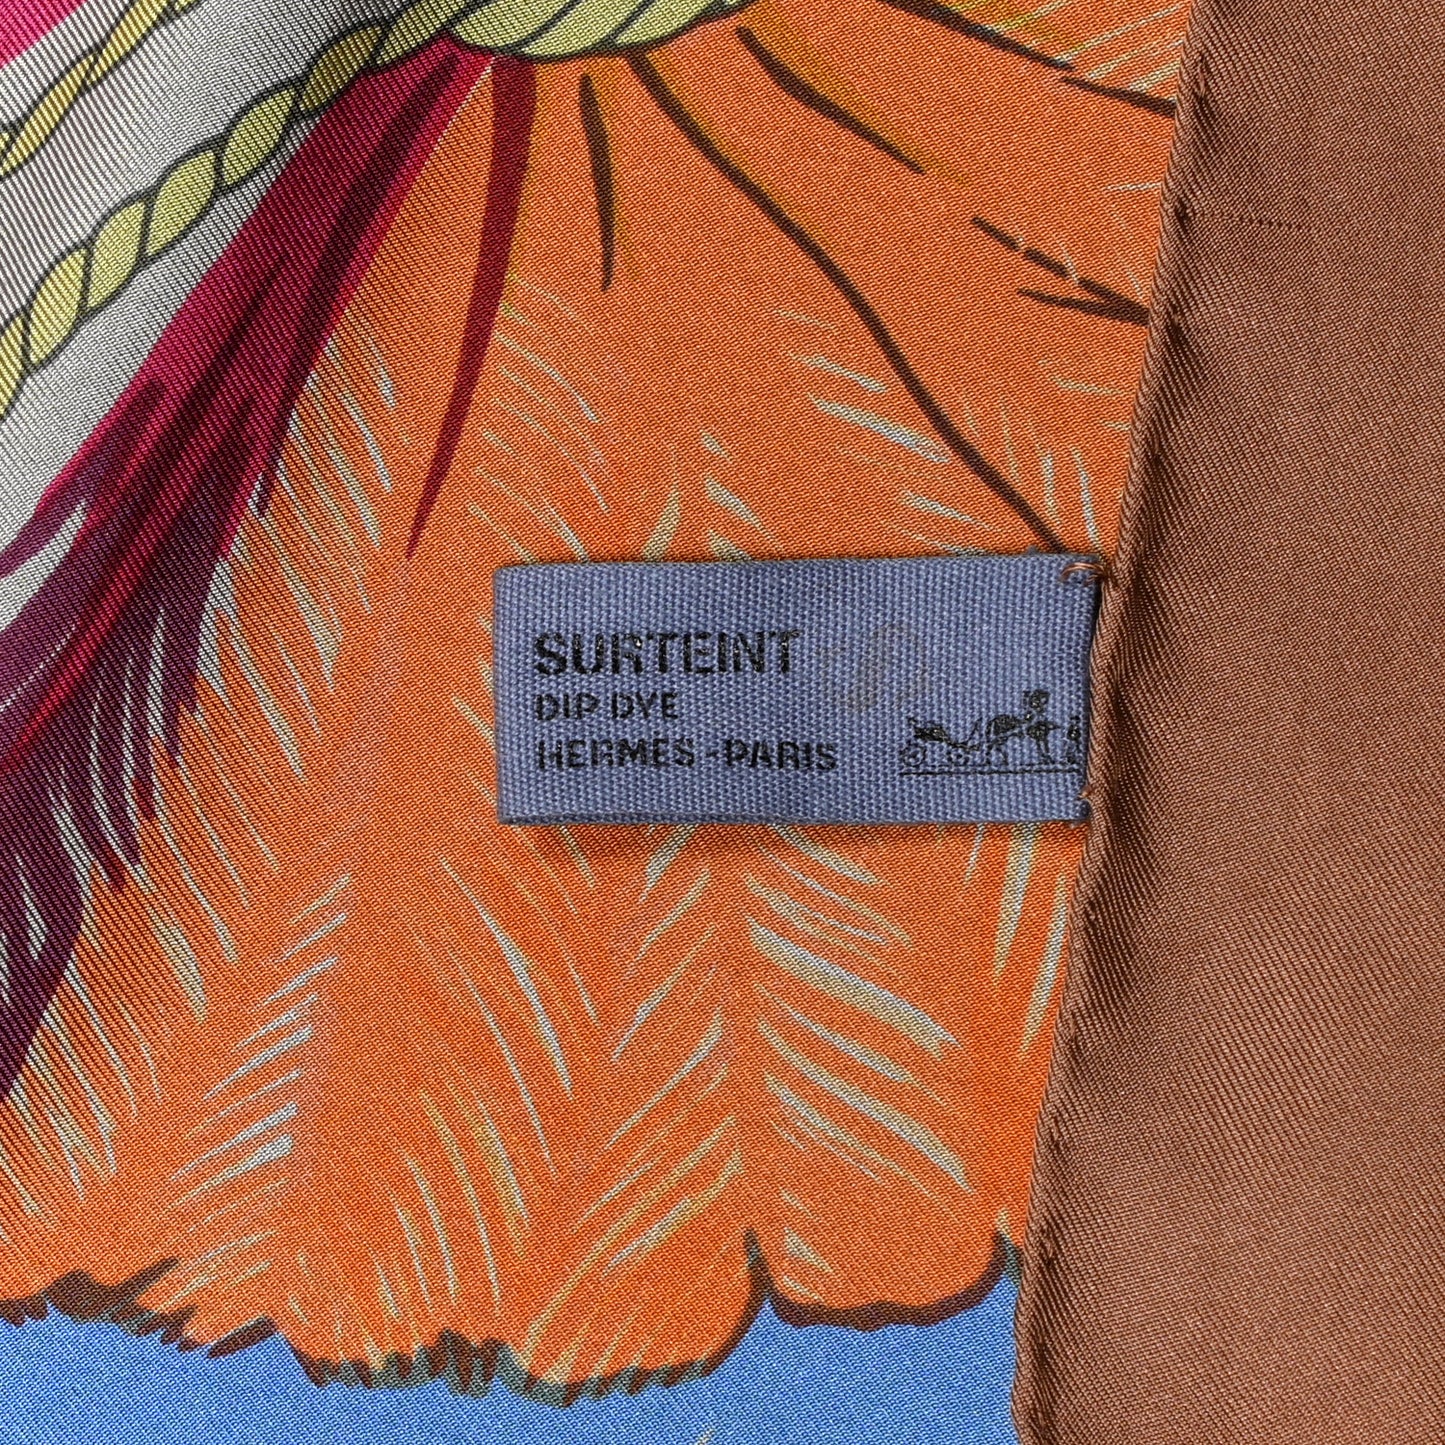 SURTEINT
DIP DYE
HERMES-PARIS